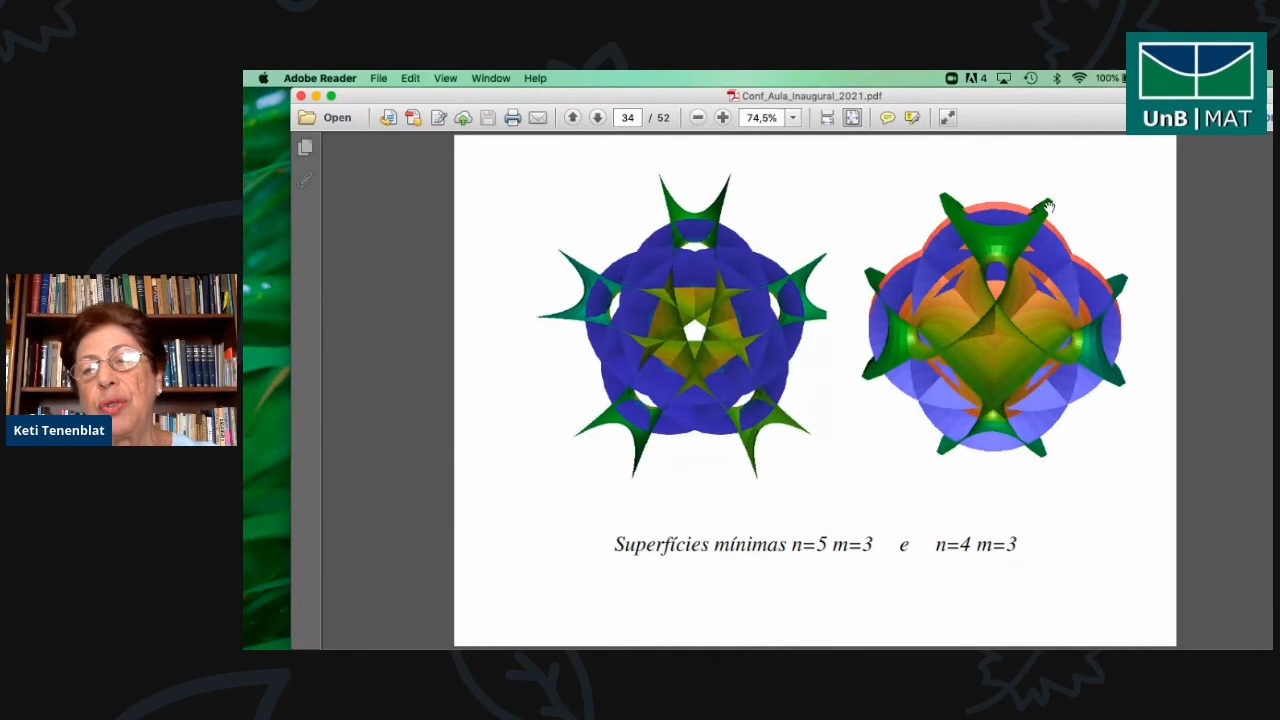 UnB | MAT
Adobe Reader File Edit View Window Help
4 100%
Conf_Aula_Inaugural_2021.pdf
Open 34 / 52 74,5%
Keti Tenenblat
Superfícies mínimas n=5 m=3 e n=4 m=3